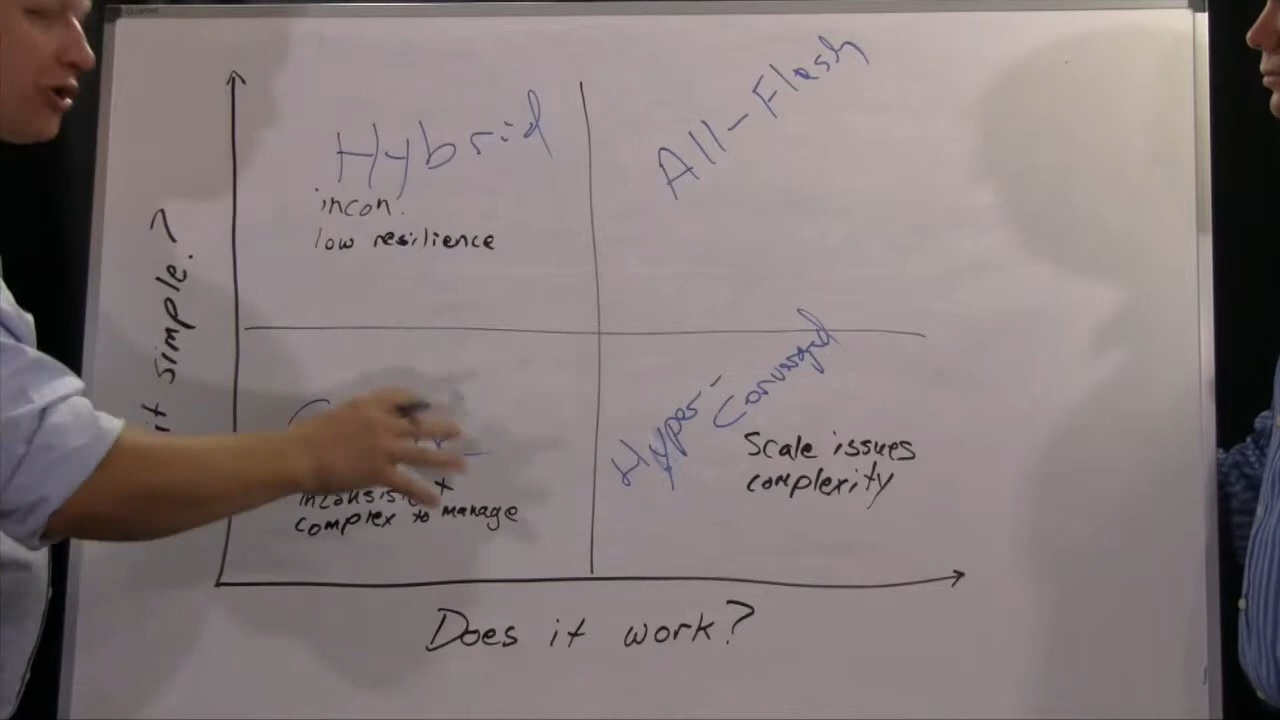 Hybrid
incon.
low resilience
All-Flash
it simple?
complex to manage
Hyper-
Converged
Scale issues
complexity
Does it work?